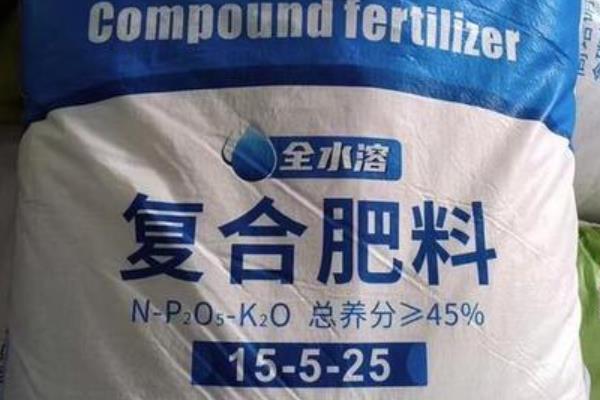 Compound fertilizer
全水溶
复合肥料
N-P₂O₅-K₂O 总养分≥45%
15-5-25